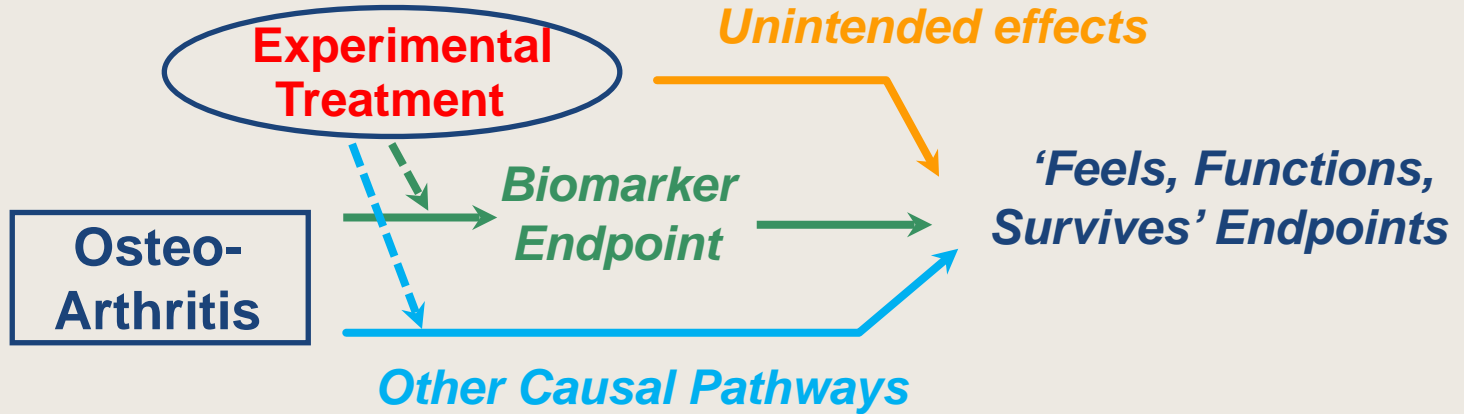 Experimental
Treatment
Unintended effects
Biomarker
Endpoint
'Feels, Functions,
Survives' Endpoints
Osteo-
Arthritis
Other Causal Pathways